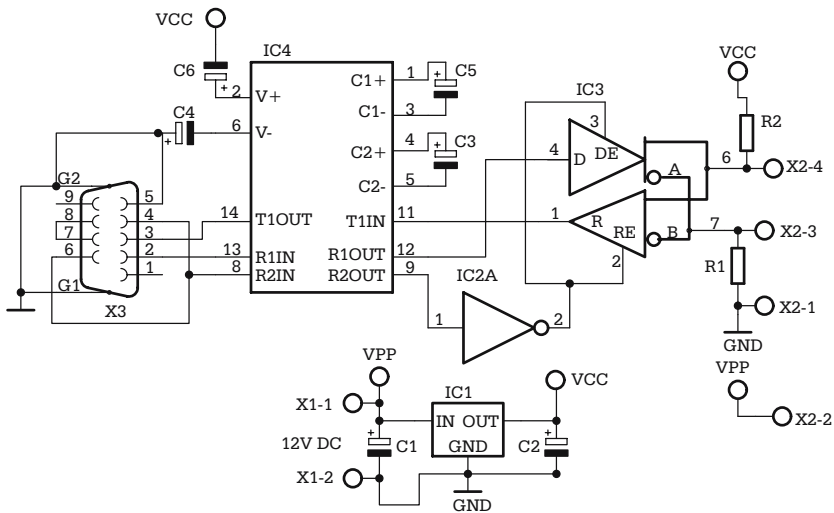 VCC
IC4
C6
2 V+
C4
6 V-
1 C1+ C5
3 C1-
4 C2+ C3
5 C2-
IC3
3
4 D DE
A
VCC
R2
6 X2-4
G2
9 5
8 4
7 3
6 2
1
G1
X3
14 T1OUT T1IN 11
13 R1IN R1OUT 12
8 R2IN R2OUT 9
1 R RE
B
2
7 X2-3
R1
X2-1
GND
IC2A
1 2
VPP
X1-1
12V DC
X1-2
C1
IC1
IN OUT
GND
C2
VCC
GND
VPP
X2-2
+
+
+
+
+
+